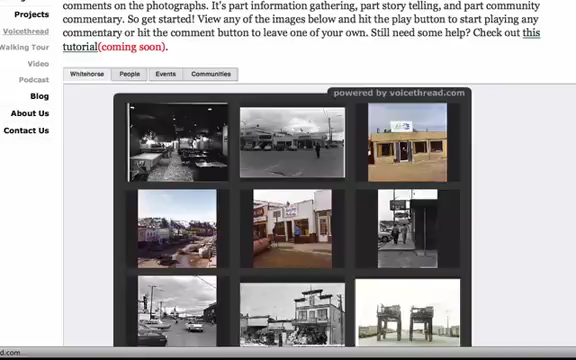 comments on the photographs. It's part information gathering, part story telling, and part community
commentary. So get started! View any of the images below and hit the play button to start playing any
commentary or hit the comment button to leave one of your own. Still need some help? Check out this
tutorial(coming soon).
Projects
Voicethread
Walking Tour
Video
Podcast
Blog
About Us
Contact Us
Whitehorse People Events Communities
powered by voicethread.com